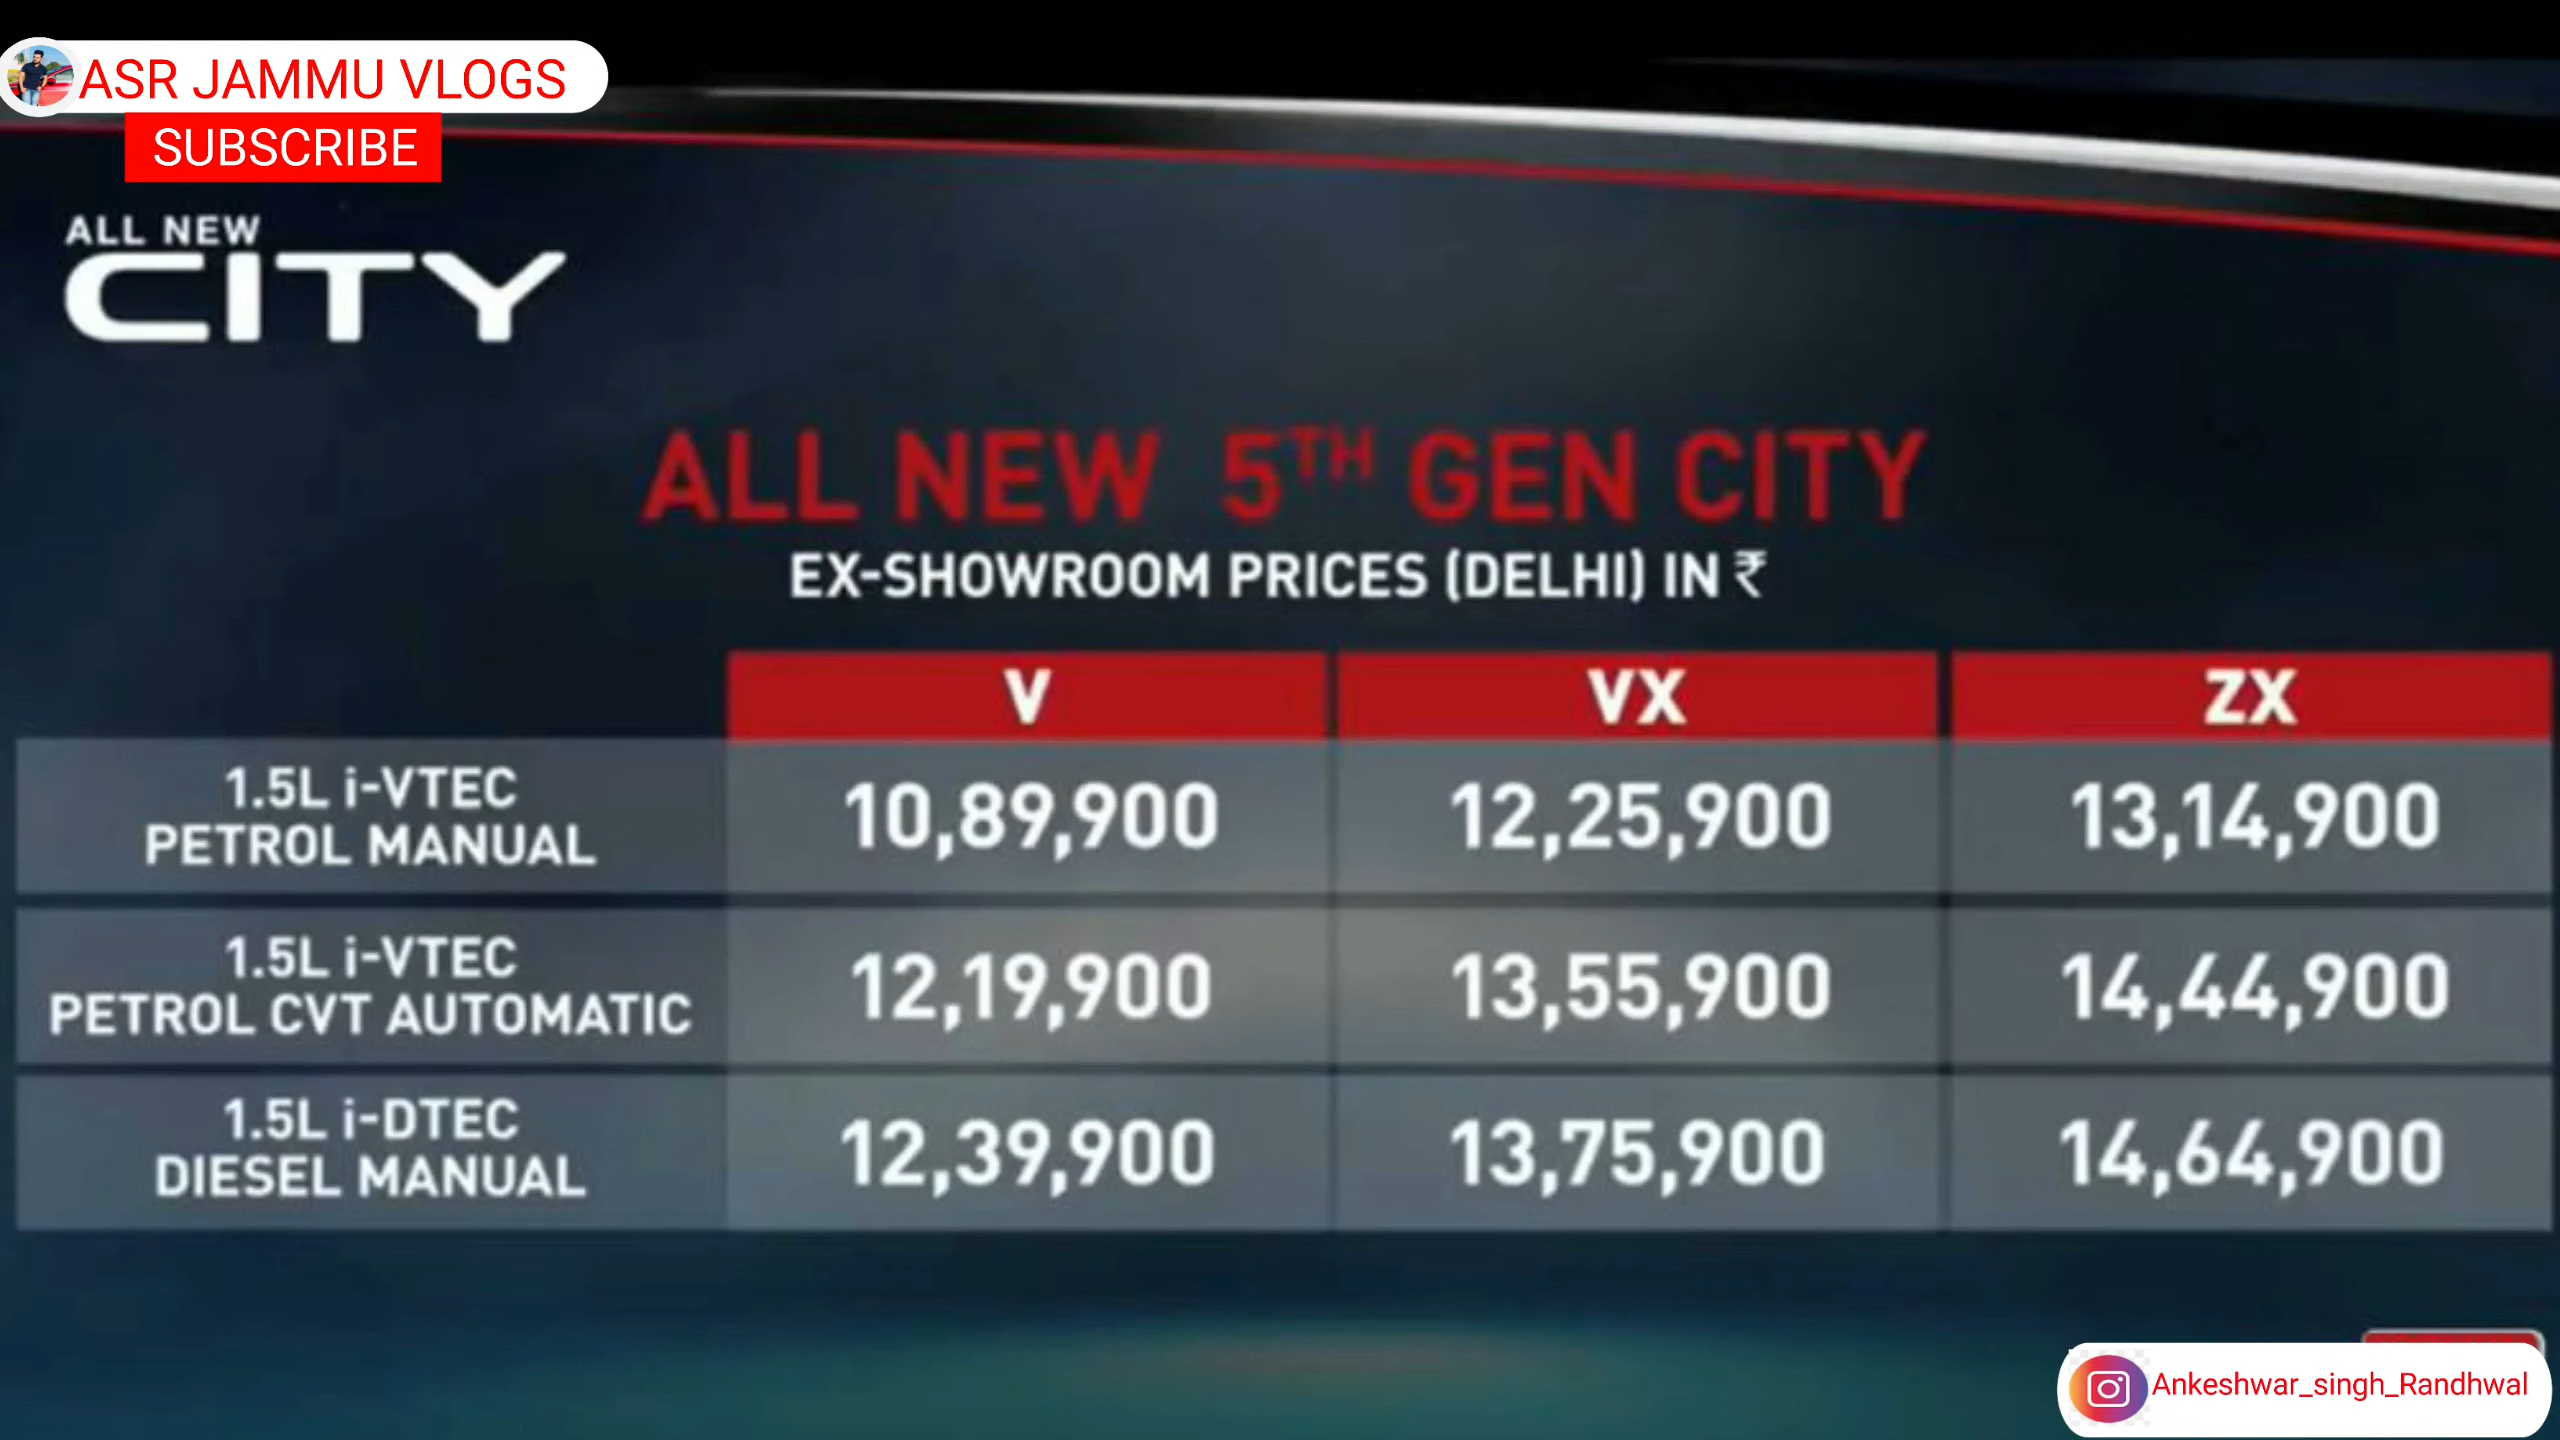 ASR JAMMU VLOGS
SUBSCRIBE
ALL NEW
CITY
ALL NEW 5TH GEN CITY
EX-SHOWROOM PRICES (DELHI) IN ₹
V VX ZX
1.5L i-VTEC
PETROL MANUAL
10,89,900 12,25,900 13,14,900
1.5L i-VTEC
PETROL CVT AUTOMATIC
12,19,900 13,55,900 14,44,900
1.5L i-DTEC
DIESEL MANUAL
12,39,900 13,75,900 14,64,900
Ankeshwar_singh_Randhwal